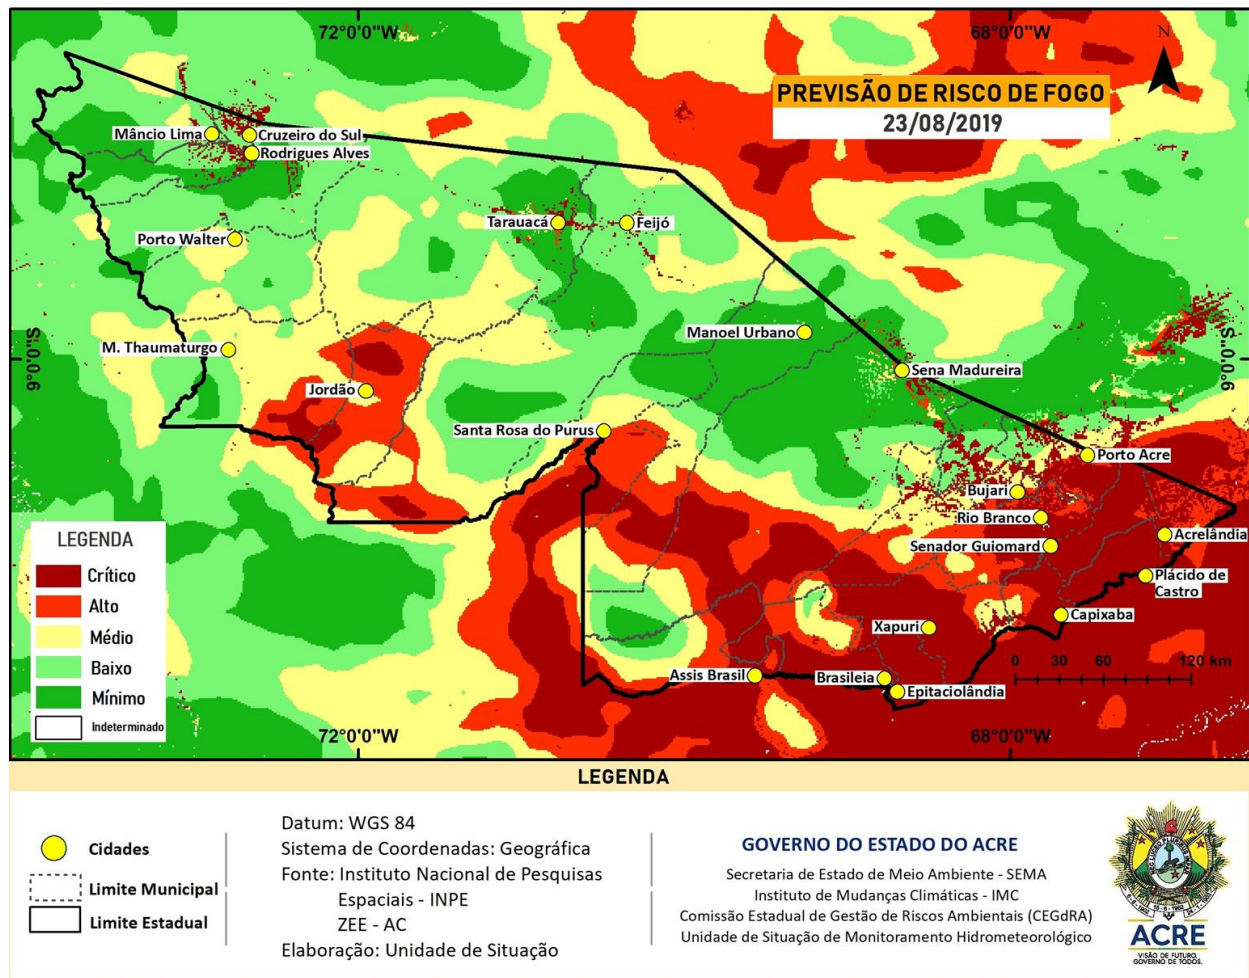 72°0'0"W
68°0'0"W
N
PREVISÃO DE RISCO DE FOGO
23/08/2019
Mâncio Lima
Cruzeiro do Sul
Rodrigues Alves
Tarauacá
Feijó
Porto Walter
Manoel Urbano
9°0'0"S
M. Thaumaturgo
Sena Madureira
9°0'0"S
Jordão
Santa Rosa do Purus
Porto Acre
Bujari
Rio Branco
Acrelândia
Senador Guiomard
Plácido de
Castro
Capixaba
Xapuri
Assis Brasil
Brasileia
Epitaciolândia
0 30 60 120 km
LEGENDA
Crítico
Alto
Médio
Baixo
Mínimo
Indeterminado
72°0'0"W
68°0'0"W
LEGENDA
Cidades
Limite Municipal
Limite Estadual
Datum: WGS 84
Sistema de Coordenadas: Geográfica
Fonte: Instituto Nacional de Pesquisas
Espaciais - INPE
ZEE - AC
Elaboração: Unidade de Situação
GOVERNO DO ESTADO DO ACRE
Secretaria de Estado de Meio Ambiente - SEMA
Instituto de Mudanças Climáticas - IMC
Comissão Estadual de Gestão de Riscos Ambientais (CEGdRA)
Unidade de Situação de Monitoramento Hidrometeorológico
ACRE
VISÃO DE FUTURO.
GOVERNO DE TODOS.